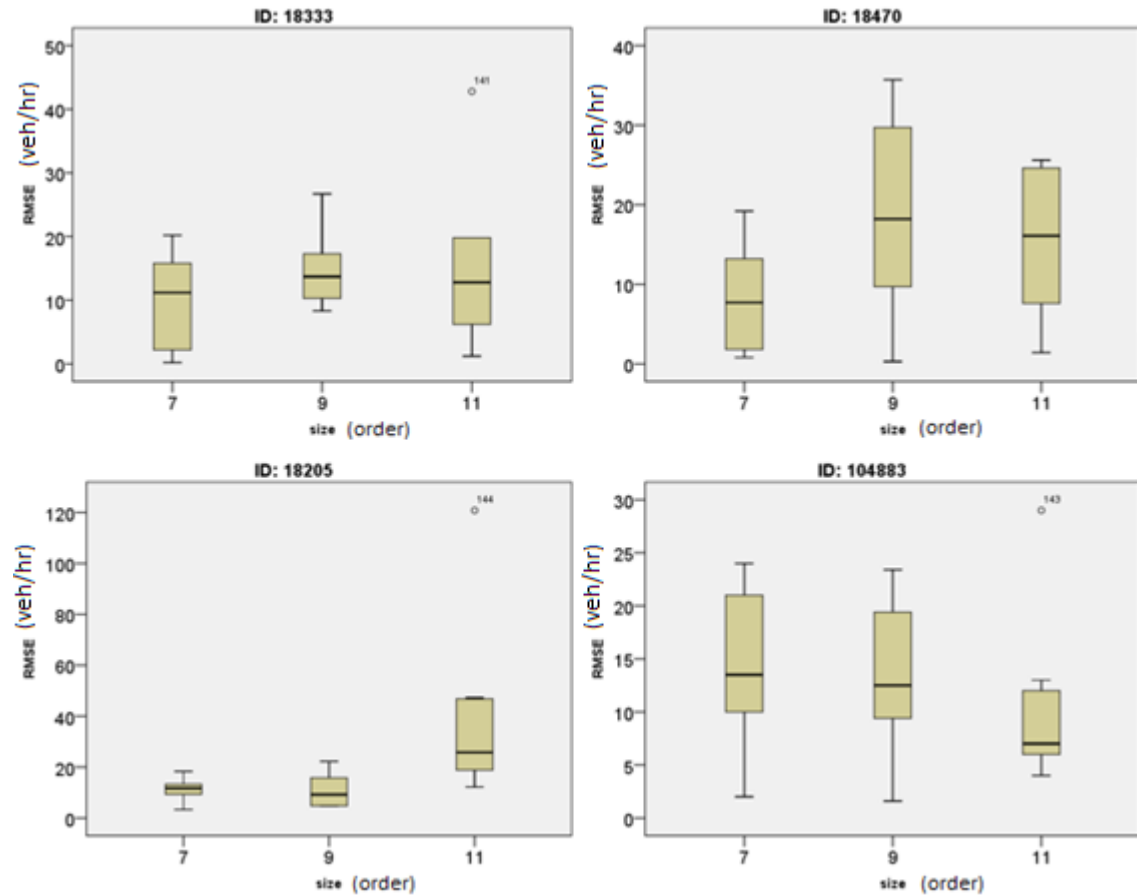 ID: 18333
50
40
30
20
10
0
RMSE (veh/hr)
141
7 9 11
size (order)
ID: 18470
40
30
20
10
0
RMSE (veh/hr)
7 9 11
size (order)
ID: 18205
120
100
80
60
40
20
0
RMSE (veh/hr)
144
7 9 11
size (order)
ID: 104883
30
25
20
15
10
5
0
RMSE (veh/hr)
143
7 9 11
size (order)